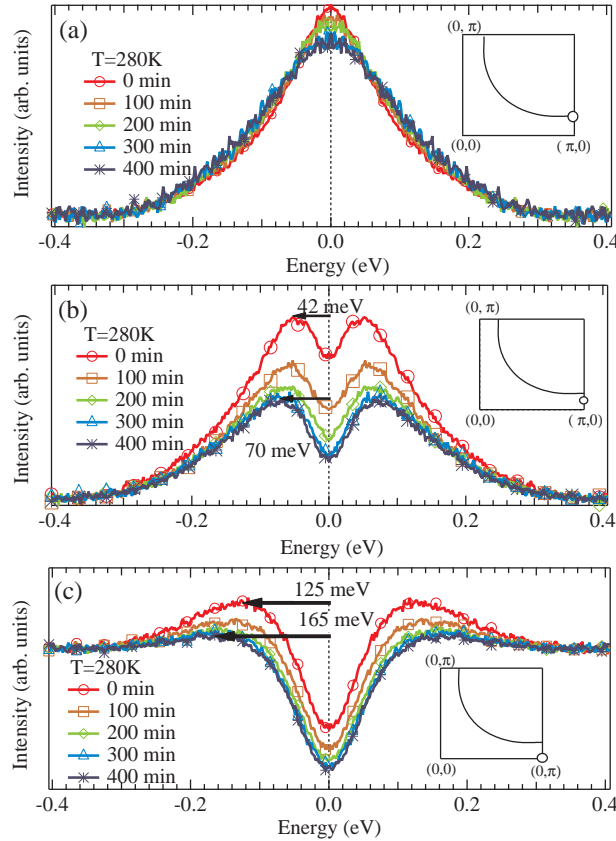 (a)
T=280K
0 min
100 min
200 min
300 min
400 min
(0, π)
(0,0)
( π,0)
Intensity (arb. units)
-0.4
-0.2
0.0
0.2
0.4
Energy (eV)
(b)
T=280K
0 min
100 min
200 min
300 min
400 min
42 meV
70 meV
(0, π)
(0,0)
( π,0)
Intensity (arb. units)
-0.4
-0.2
0.0
0.2
0.4
Energy (eV)
(c)
125 meV
165 meV
T=280K
0 min
100 min
200 min
300 min
400 min
(0,π)
(0,0)
(0,π)
Intensity (arb. units)
-0.4
-0.2
0.0
0.2
0.4
Energy (eV)